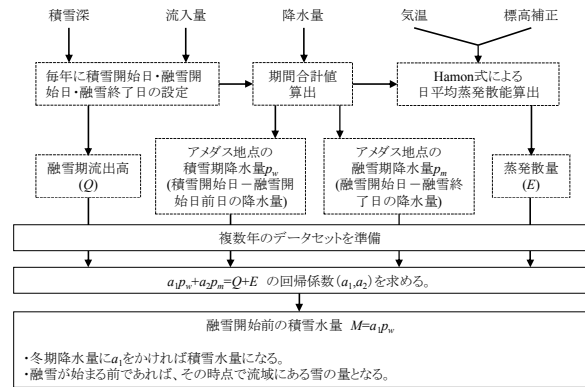 積雪深 流入量 降水量 気温 標高補正
毎年に積雪開始日・融雪開
始日・融雪終了日の設定
期間合計値
算出
Hamon式による
日平均蒸発散能算出
融雪期流出高
(Q)
アメダス地点の
積雪期降水量pw
(積雪開始日－融雪開
始日前日の降水量)
アメダス地点の
融雪期降水量pm
(融雪開始日－融雪終
了日の降水量)
蒸発散量
(E)
複数年のデータセットを準備
a1pw+a2pm=Q+E の回帰係数(a1,a2)を求める。
融雪開始前の積雪水量 M=a1pw
・冬期降水量にa1をかければ積雪水量になる。
・融雪が始まる前であれば、その時点で流域にある雪の量となる。